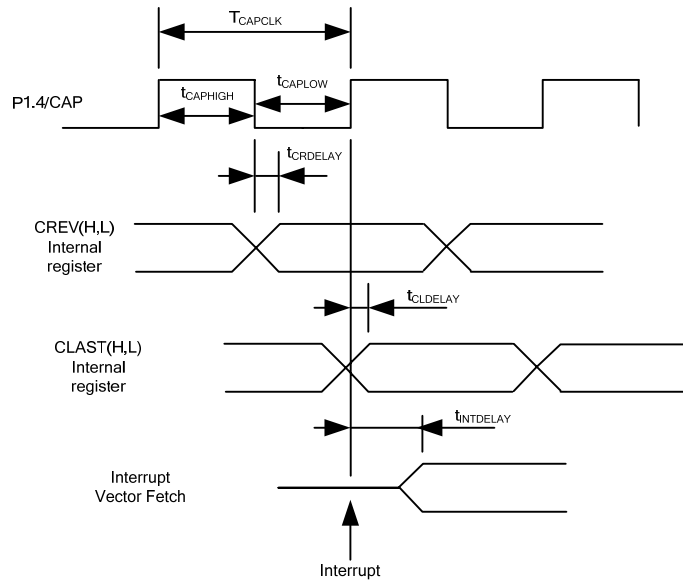 TCAPCLK
P1.4/CAP
tCAPHIGH
tCAPLOW
tCRDELAY
CREV(H,L)
Internal
register
tCLDELAY
CLAST(H,L)
Internal
register
tINTDELAY
Interrupt
Vector Fetch
Interrupt